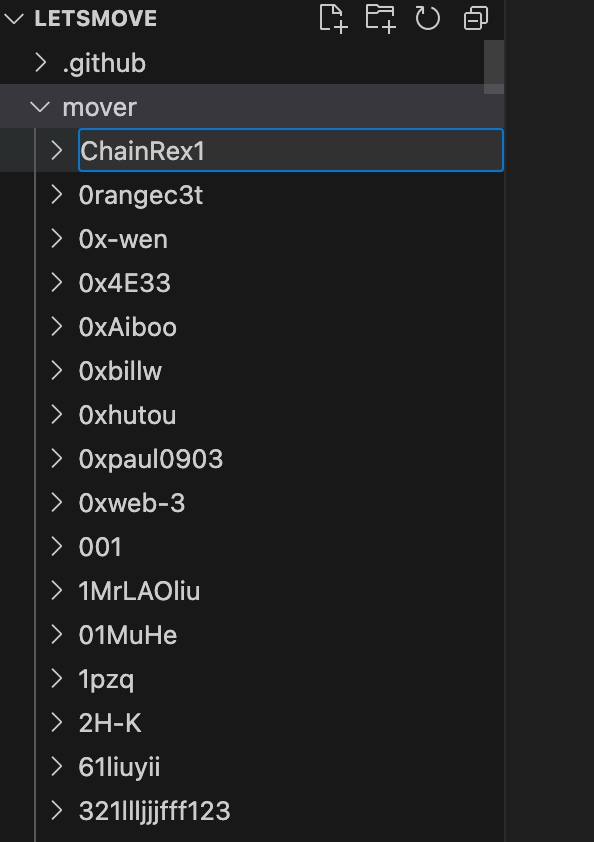 LETSMOVE
.github
mover
ChainRex1
0rangec3t
0x-wen
0x4E33
0xAiboo
0xbillw
0xhutou
0xpaul0903
0xweb-3
001
1MrLAOliu
01MuHe
1pzq
2H-K
61liuyii
321llljjjfff123